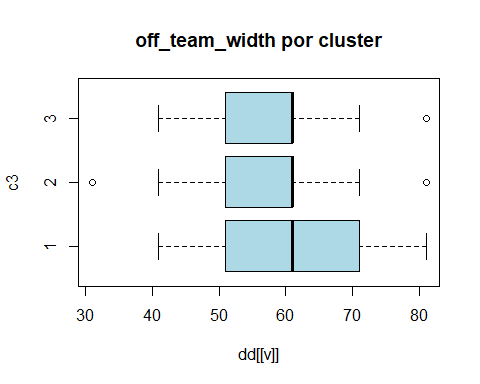 off_team_width por cluster
c3
3
2
1
30 40 50 60 70 80
dd[[v]]